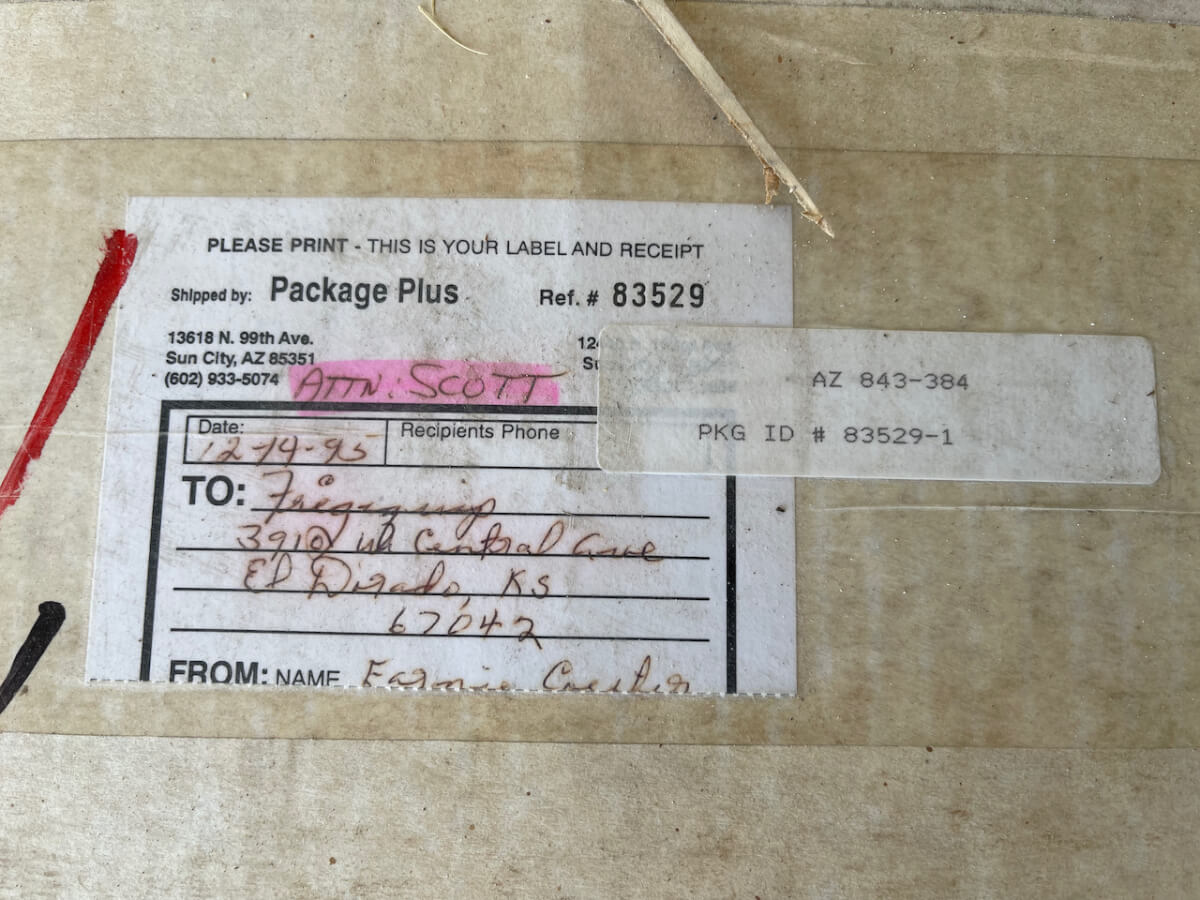 PLEASE PRINT - THIS IS YOUR LABEL AND RECEIPT
Shipped by: Package Plus Ref. # 83529
13618 N. 99th Ave.
Sun City, AZ 85351
(602) 933-5074
ATTN: SCOTT
AZ 843-384
PKG ID # 83529-1
Date: Recipients Phone
12-14-95
TO:
3910 W Central Ave
El Dorado, KS
67042
FROM: NAME